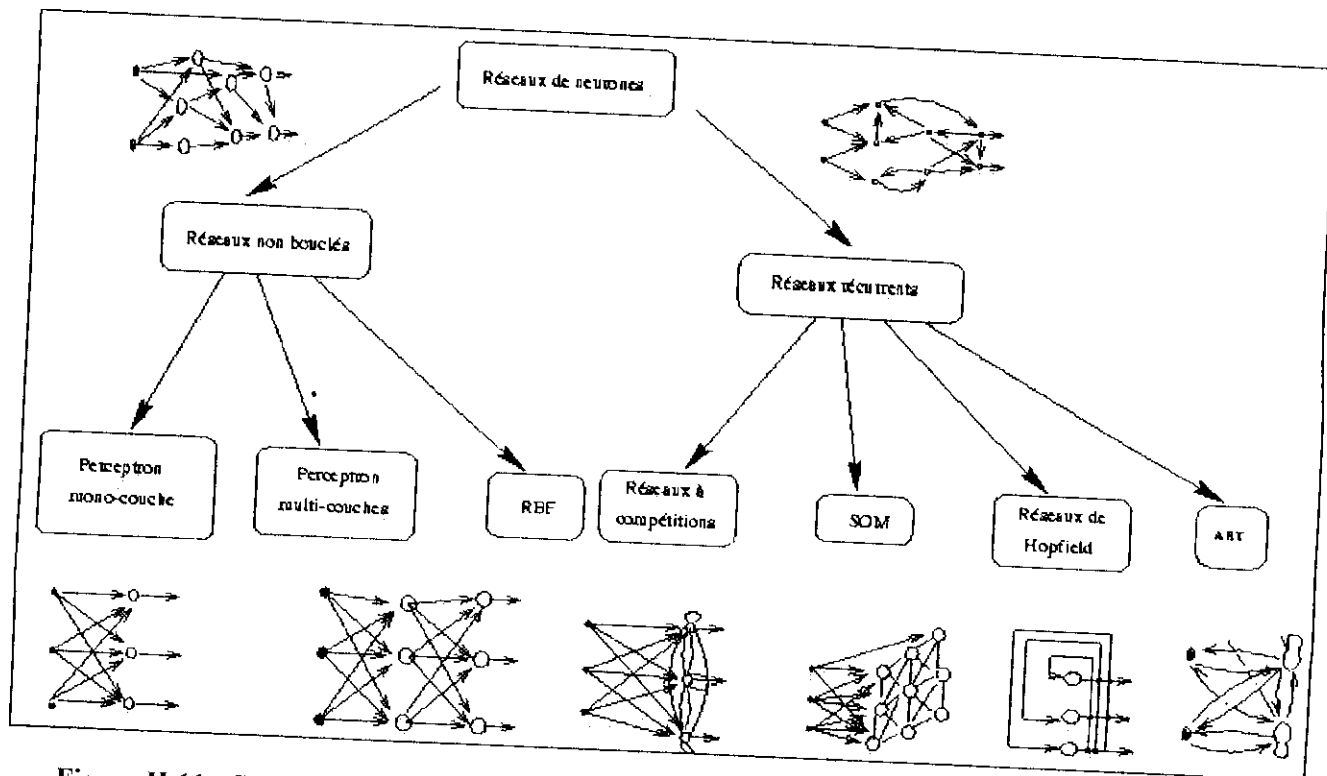 Réseaux de neurones
Réseaux non bouclés
Réseaux récurrents
Perceptron
mono-couche
Perceptron
multi-couches
RBF
Réseaux à
compétitions
SOM
Réseaux de
Hopfield
ART